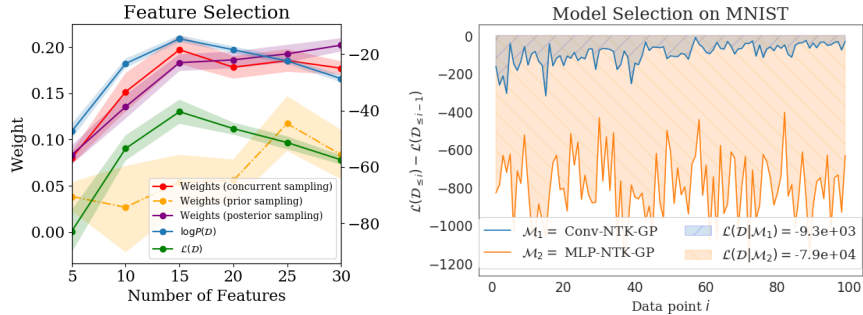 Feature Selection
Weight
0.20
0.15
0.10
0.05
0.00
−20
−40
−60
−80
Weights (concurrent sampling)
Weights (prior sampling)
Weights (posterior sampling)
logP(𝒟)
ℒ(𝒟)
5 10 15 20 25 30
Number of Features
Model Selection on MNIST
ℒ(𝒟≤i) − ℒ(𝒟≤i−1)
0
−200
−400
−600
−800
−1000
−1200
ℳ₁ = Conv-NTK-GP
ℳ₂ = MLP-NTK-GP
ℒ(𝒟|ℳ₁) = -9.3e+03
ℒ(𝒟|ℳ₂) = -7.9e+04
0 20 40 60 80 100
Data point i